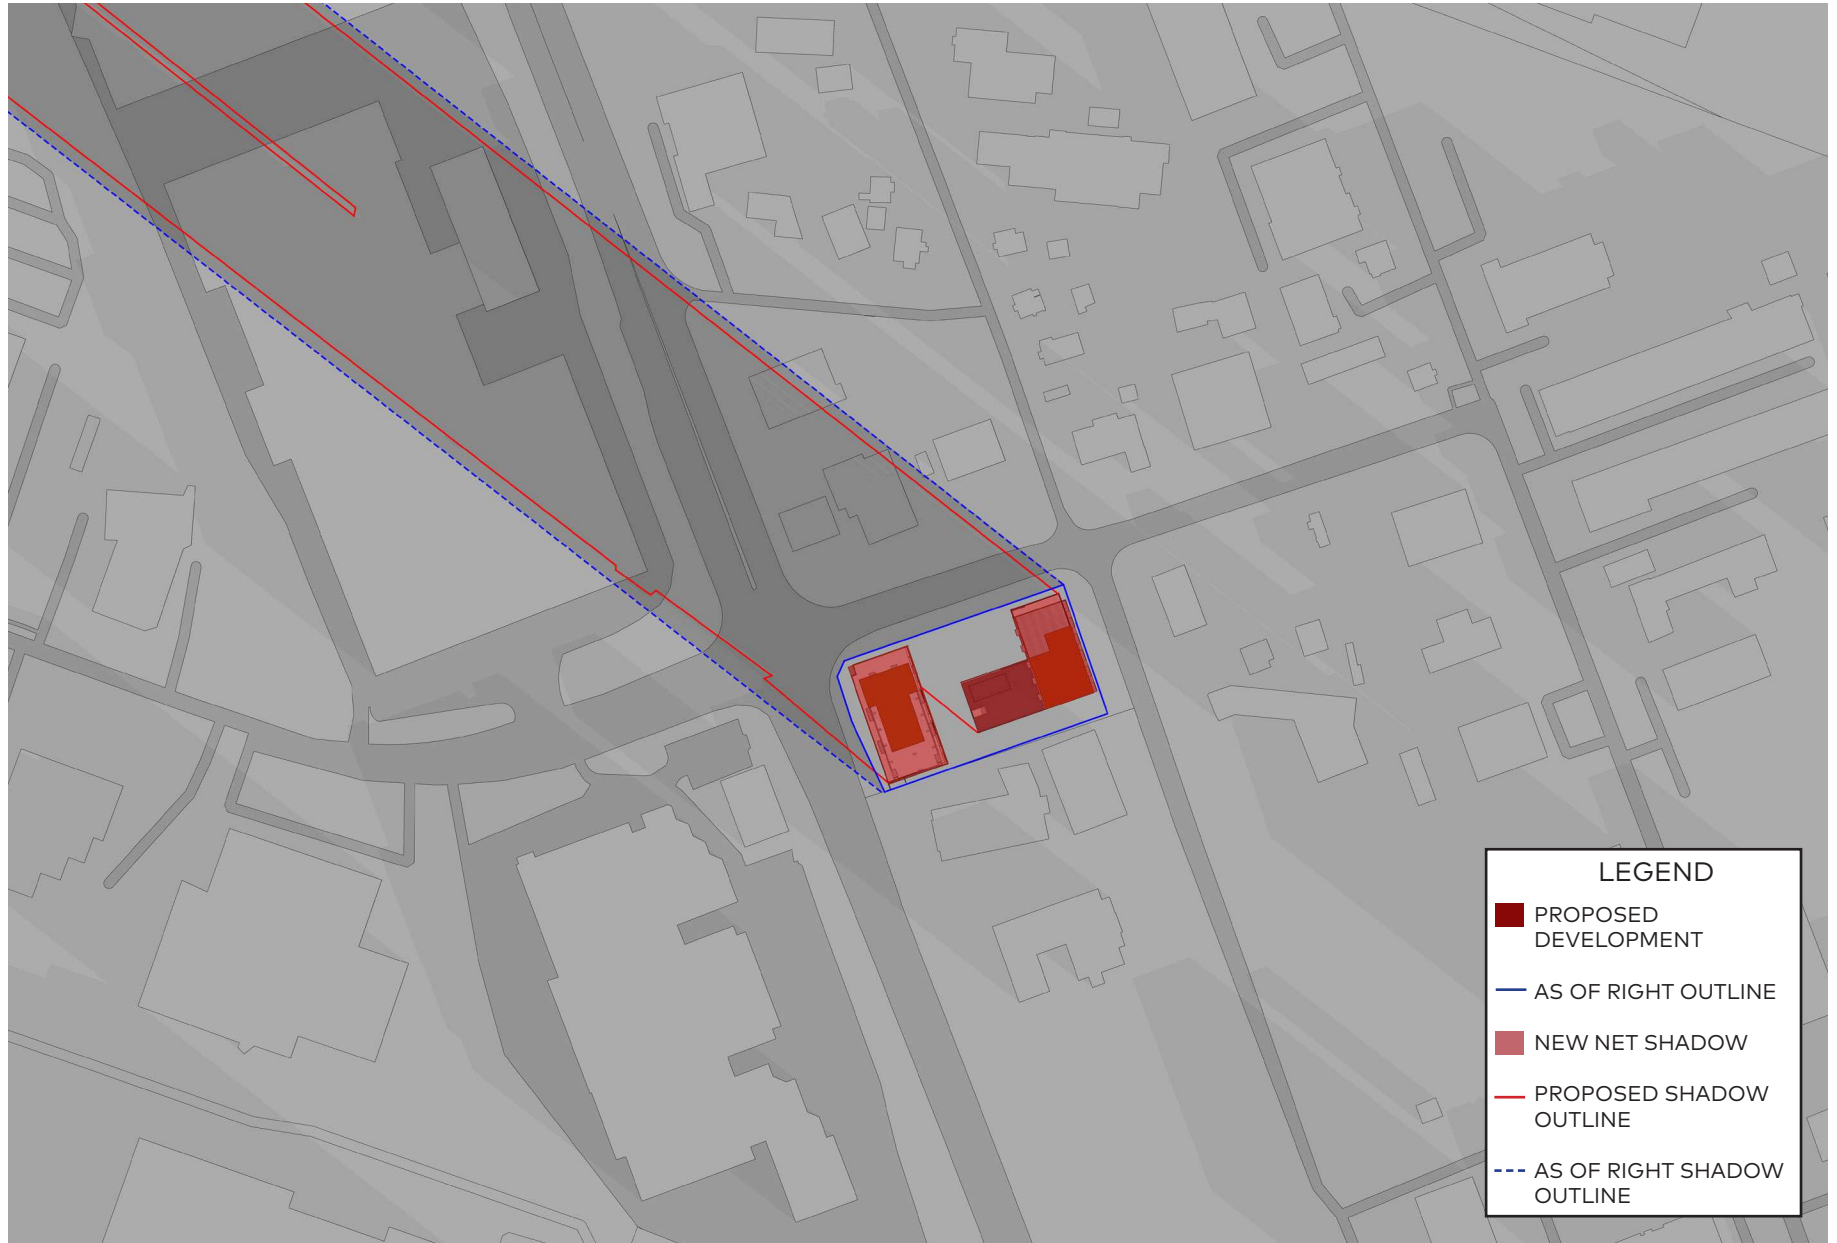 LEGEND
PROPOSED
DEVELOPMENT
AS OF RIGHT OUTLINE
NEW NET SHADOW
PROPOSED SHADOW
OUTLINE
AS OF RIGHT SHADOW
OUTLINE